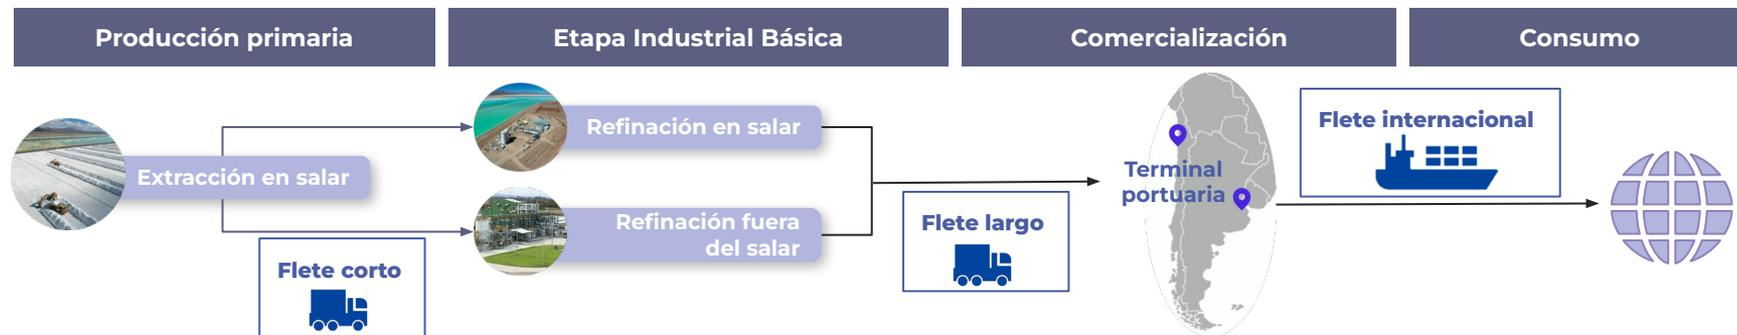 Producción primaria
Etapa Industrial Básica
Comercialización
Consumo
Extracción en salar
Flete corto
Refinación en salar
Refinación fuera
del salar
Flete largo
Terminal
portuaria
Flete internacional